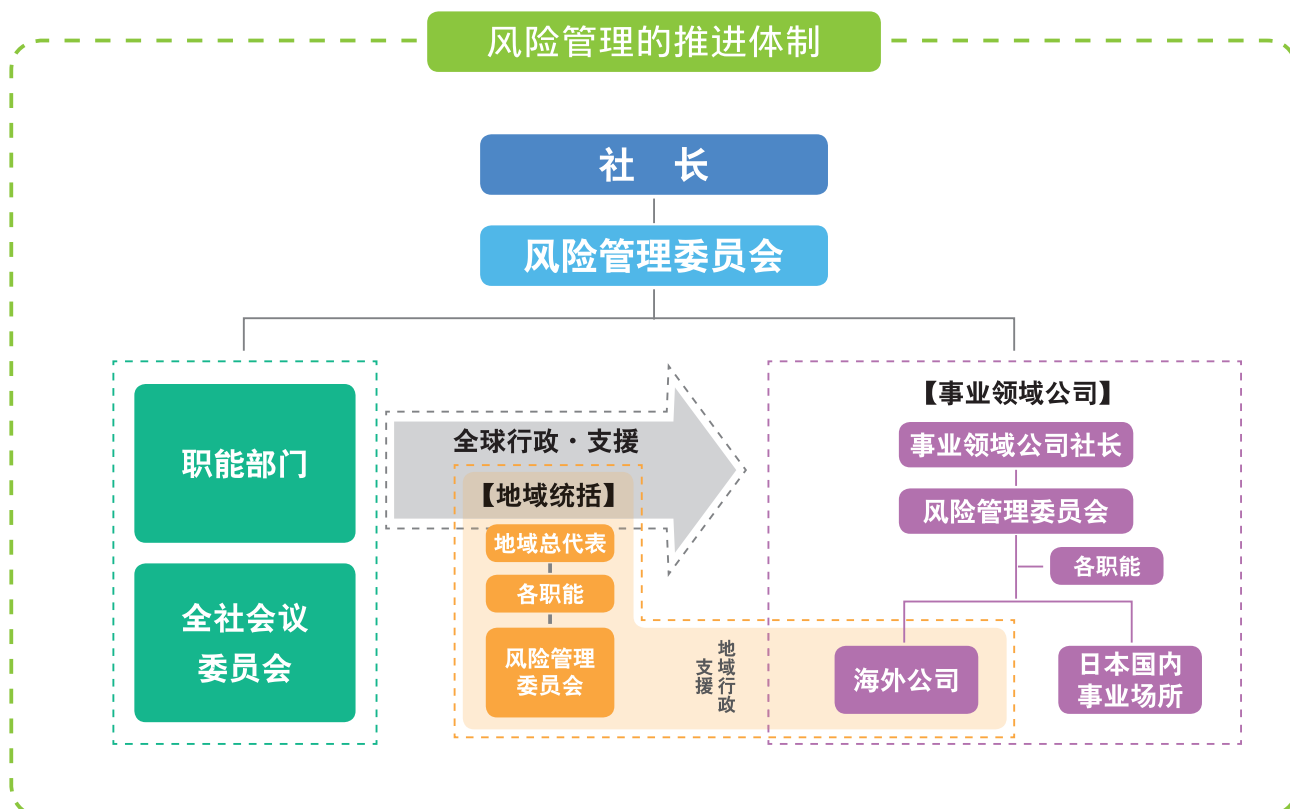 风险管理的推进体制
社　长
风险管理委员会
职能部门
全社会议
委员会
全球行政・支援
【地域统括】
地域总代表
各职能
风险管理
委员会
地域行政
支援
【事业领域公司】
事业领域公司社长
风险管理委员会
各职能
海外公司
日本国内
事业场所